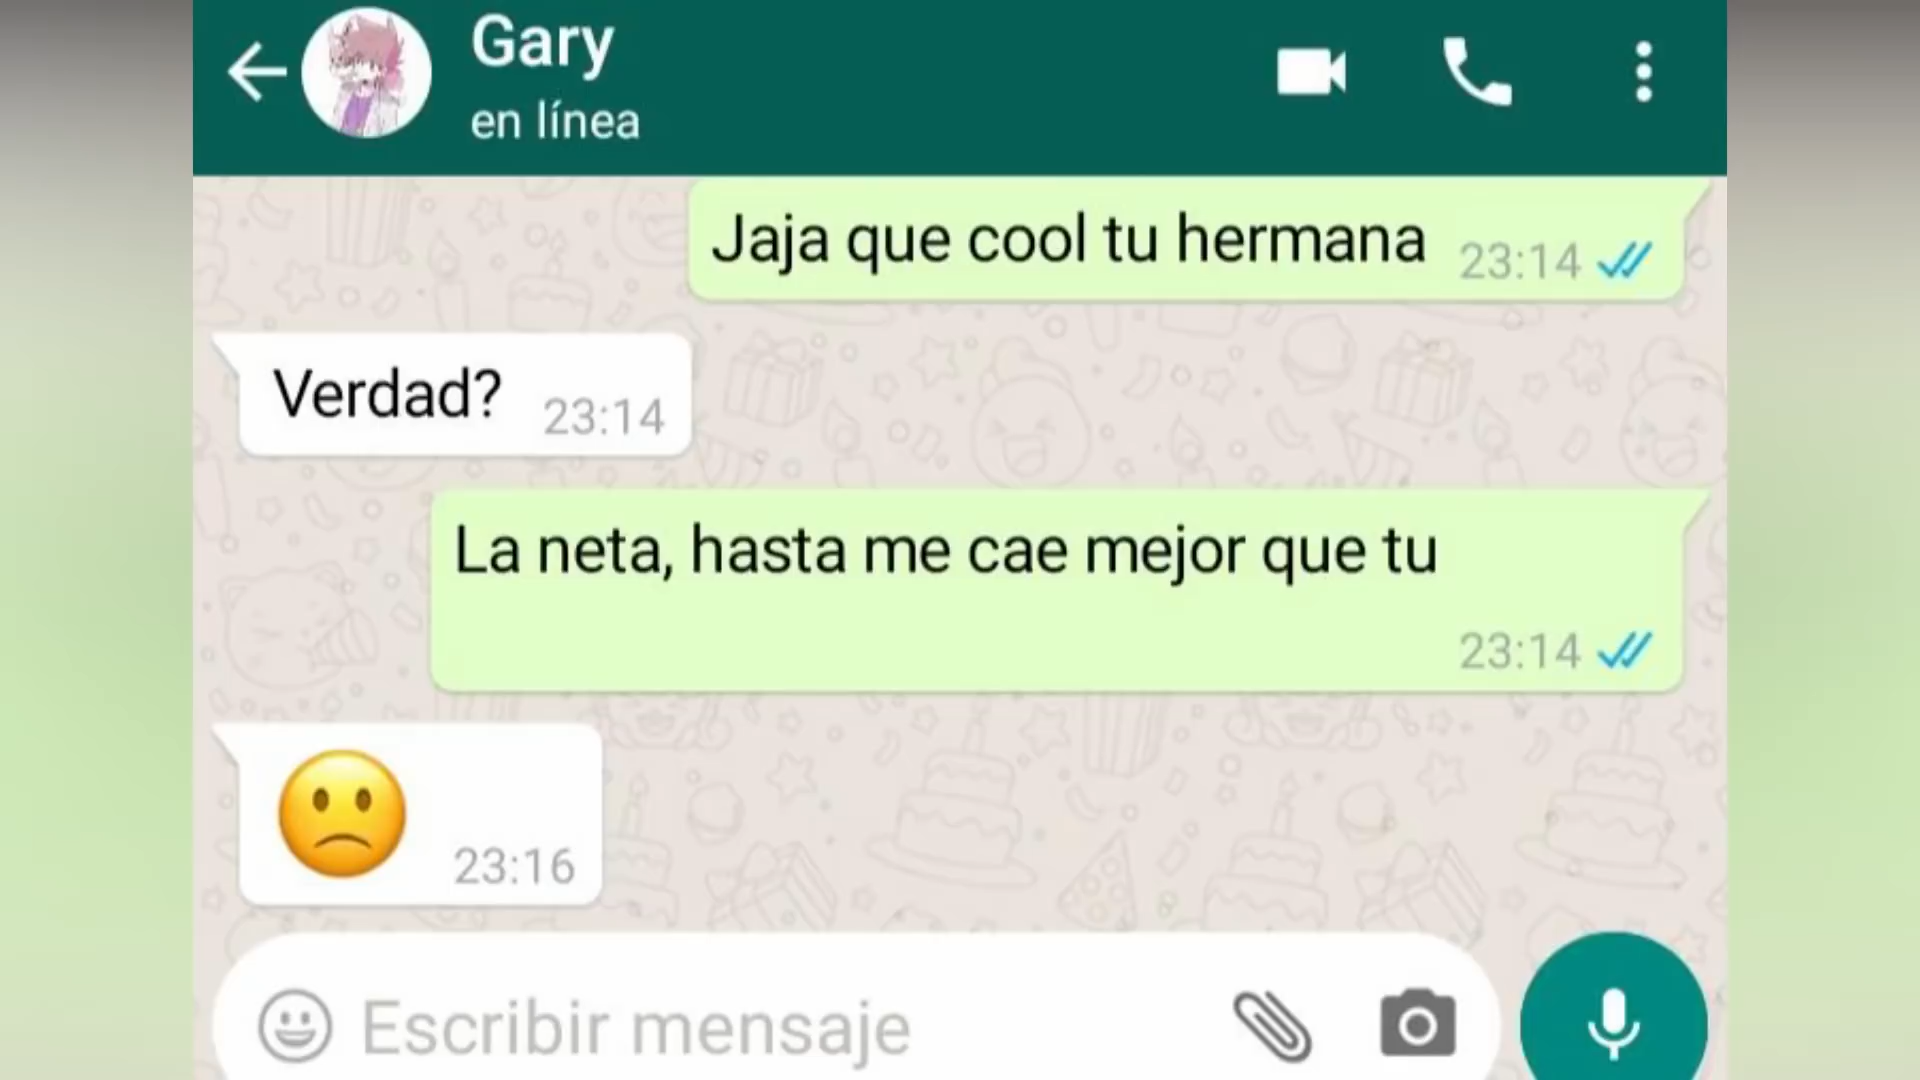 Gary
en línea
Jaja que cool tu hermana 23:14
Verdad? 23:14
La neta, hasta me cae mejor que tu
23:14
🙁 23:16
Escribir mensaje